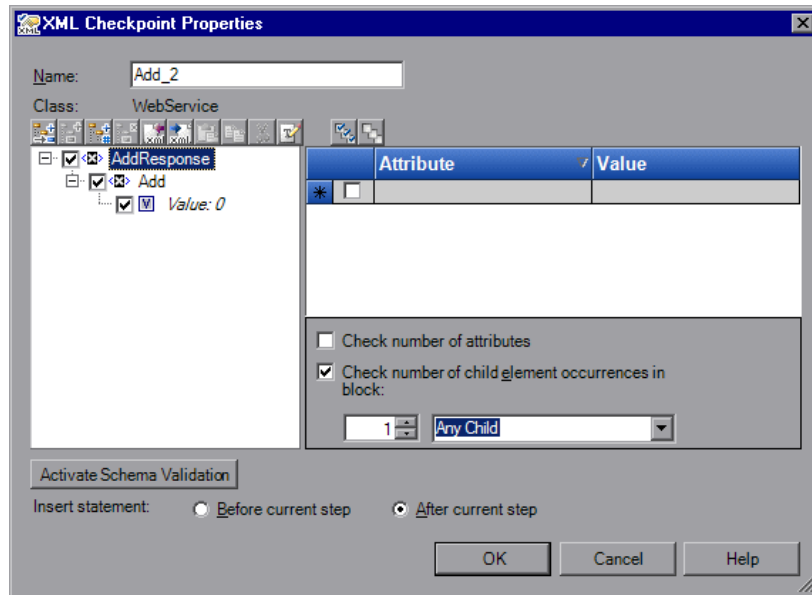 XML Checkpoint Properties
Name: Add_2
Class: WebService
AddResponse
Add
Value: 0
Attribute Value
Check number of attributes
Check number of child element occurrences in
block:
1 Any Child
Activate Schema Validation
Insert statement: Before current step After current step
OK Cancel Help